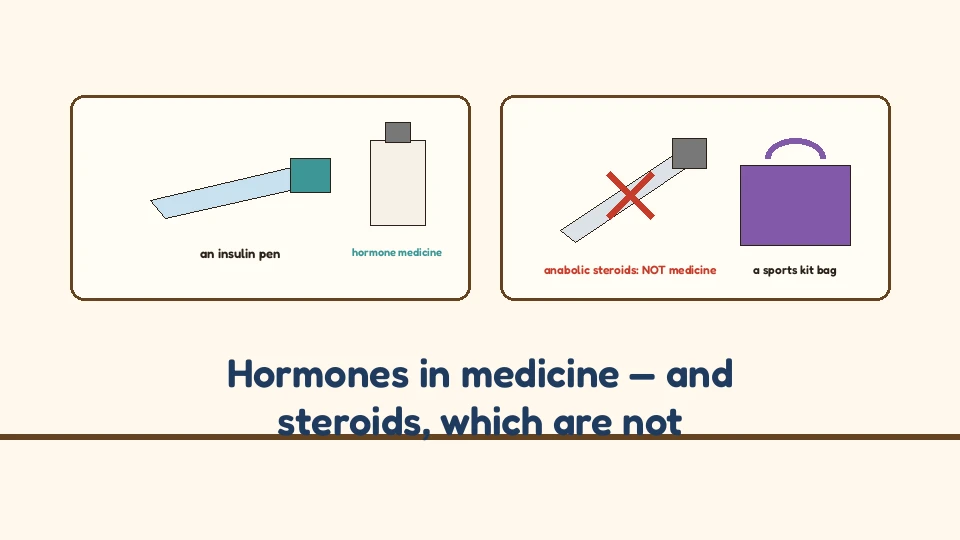 an insulin pen
hormone medicine
anabolic steroids: NOT medicine
a sports kit bag
Hormones in medicine — and
steroids, which are not